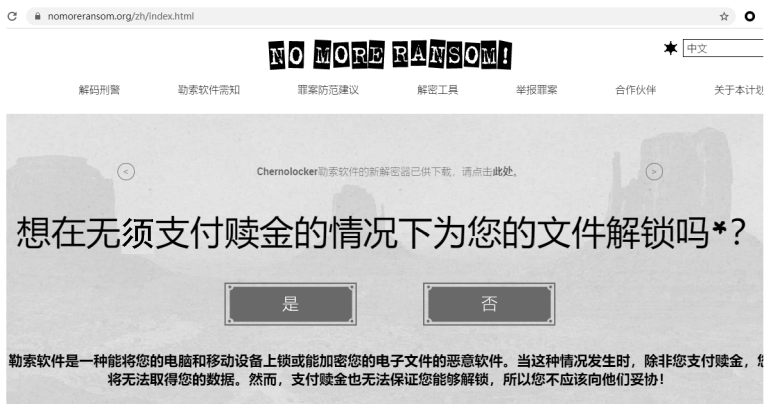 nomoreransom.org/zh/index.html
NO MORE RANSOM!
中文
解码刑警 勒索软件需知 罪案防范建议 解密工具 举报罪案 合作伙伴 关于本计划
< Chernolocker勒索软件的新解密器已供下载，请点击此处。 >
想在无须支付赎金的情况下为您的文件解锁吗*?
是 否
勒索软件是一种能将您的电脑和移动设备上锁或能加密您的电子文件的恶意软件。当这种情况发生时，除非您支付赎金，您
将无法取得您的数据。然而，支付赎金也无法保证您能够解锁，所以您不应该向他们妥协！